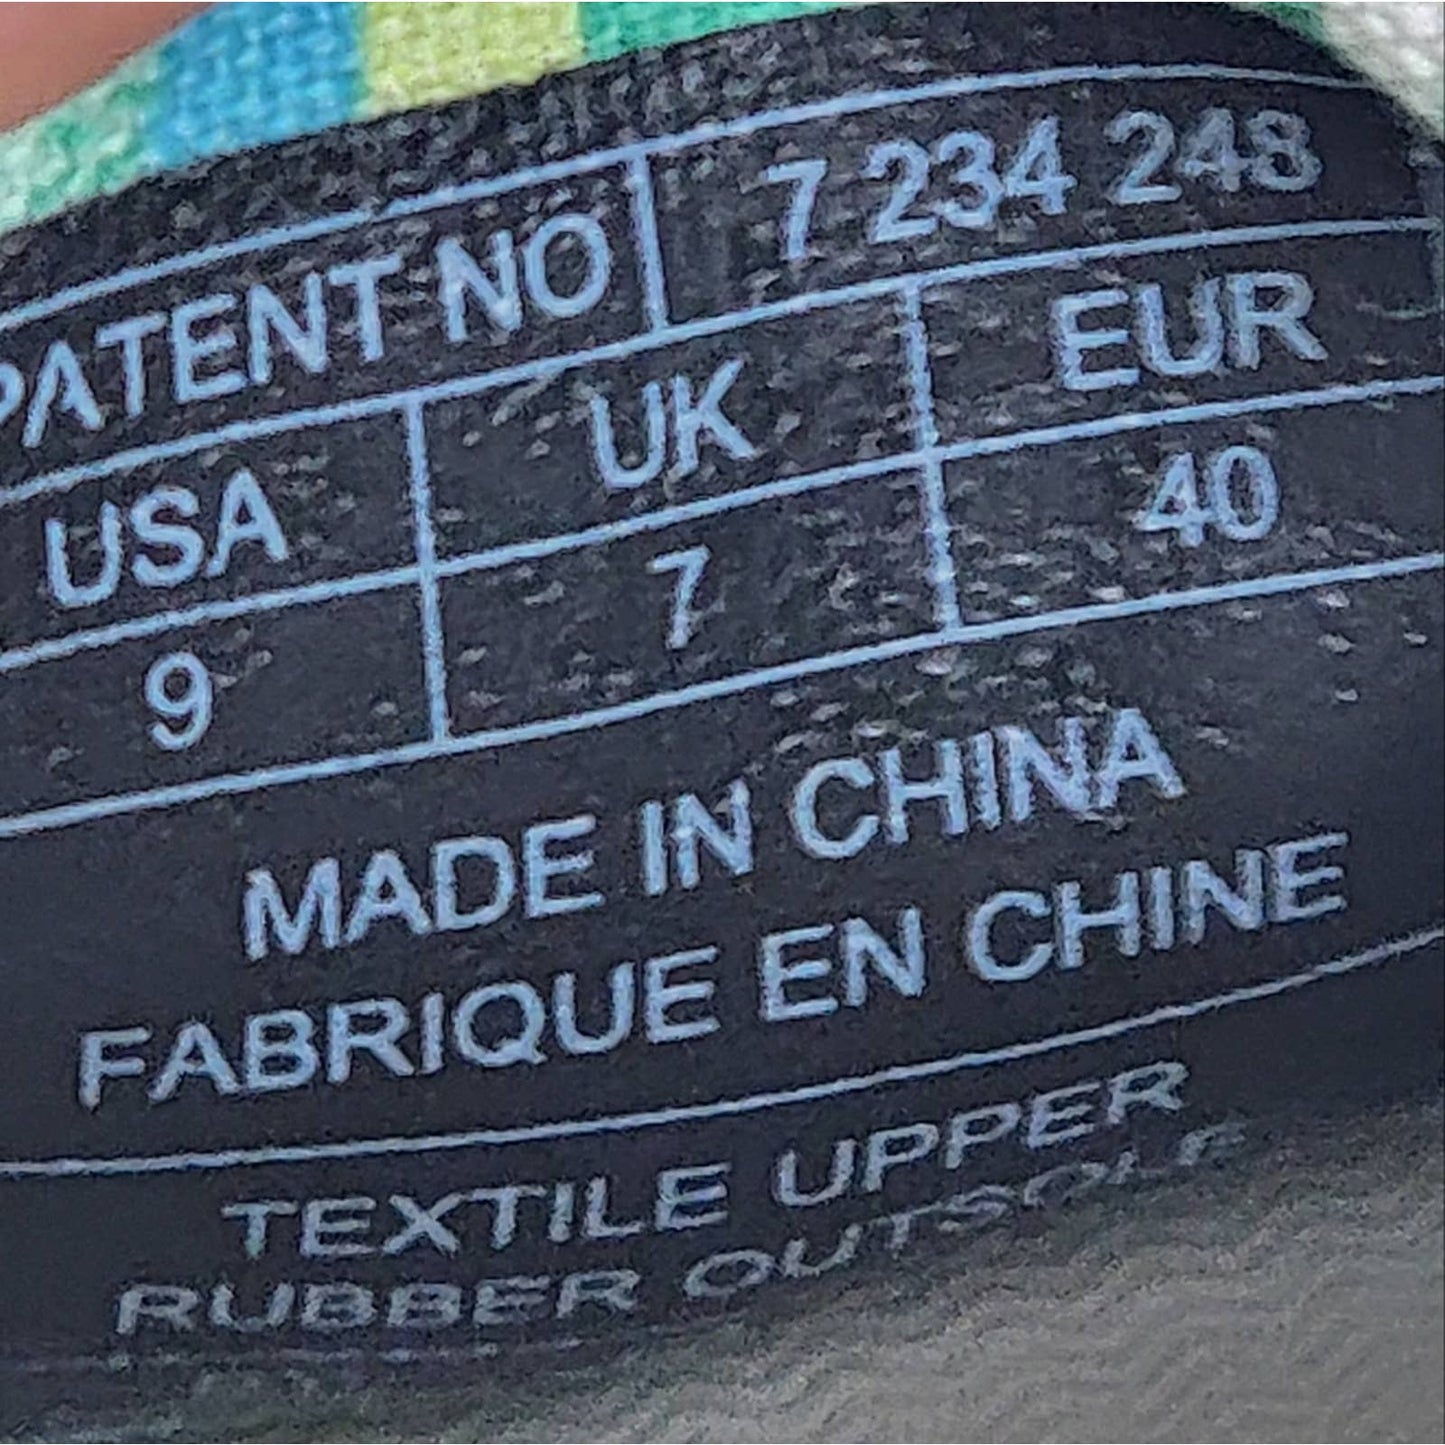 PATENT NO 7 234 248
USA UK EUR
9 7 40
MADE IN CHINA
FABRIQUE EN CHINE
TEXTILE UPPER
RUBBER OUTSOLE